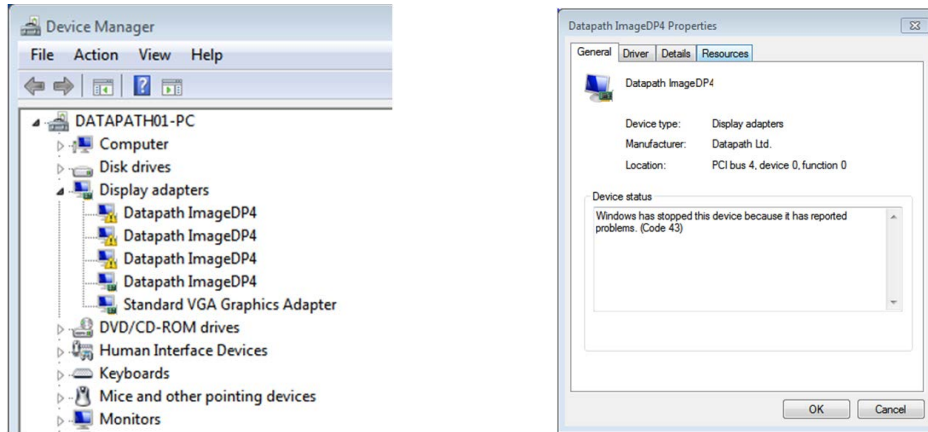 Device Manager
File Action View Help
DATAPATH01-PC
Computer
Disk drives
Display adapters
Datapath ImageDP4
Datapath ImageDP4
Datapath ImageDP4
Datapath ImageDP4
Standard VGA Graphics Adapter
DVD/CD-ROM drives
Human Interface Devices
Keyboards
Mice and other pointing devices
Monitors
Datapath ImageDP4 Properties
General Driver Details Resources
Datapath ImageDP4
Device type: Display adapters
Manufacturer: Datapath Ltd.
Location: PCI bus 4, device 0, function 0
Device status
Windows has stopped this device because it has reported
problems. (Code 43)
OK Cancel